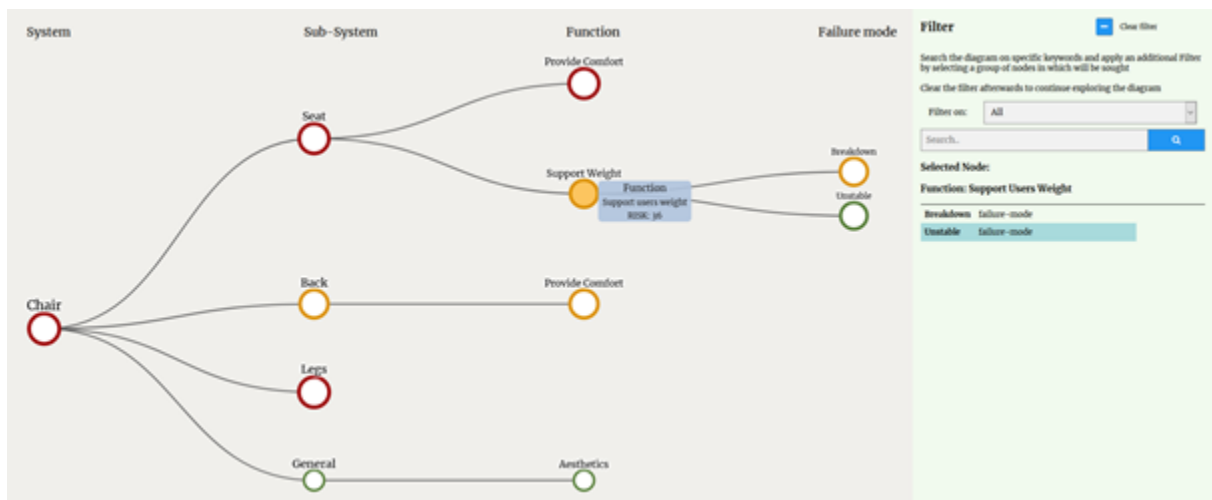 System
Sub-System
Function
Failure mode
Provide Comfort
Seat
Breakdown
Support Weight
Function
Support users weight
RISK: 36
Unstable
Back
Provide Comfort
Chair
Legs
General
Aesthetics
Filter
Clear filter
Search the diagram on specific keywords and apply an additional Filter
by selecting a group of nodes in which will be sought
Clear the filter afterwards to continue exploring the diagram
Filter on: All
Search..
Selected Node:
Function: Support Users Weight
Breakdown failure-mode
Unstable failure-mode